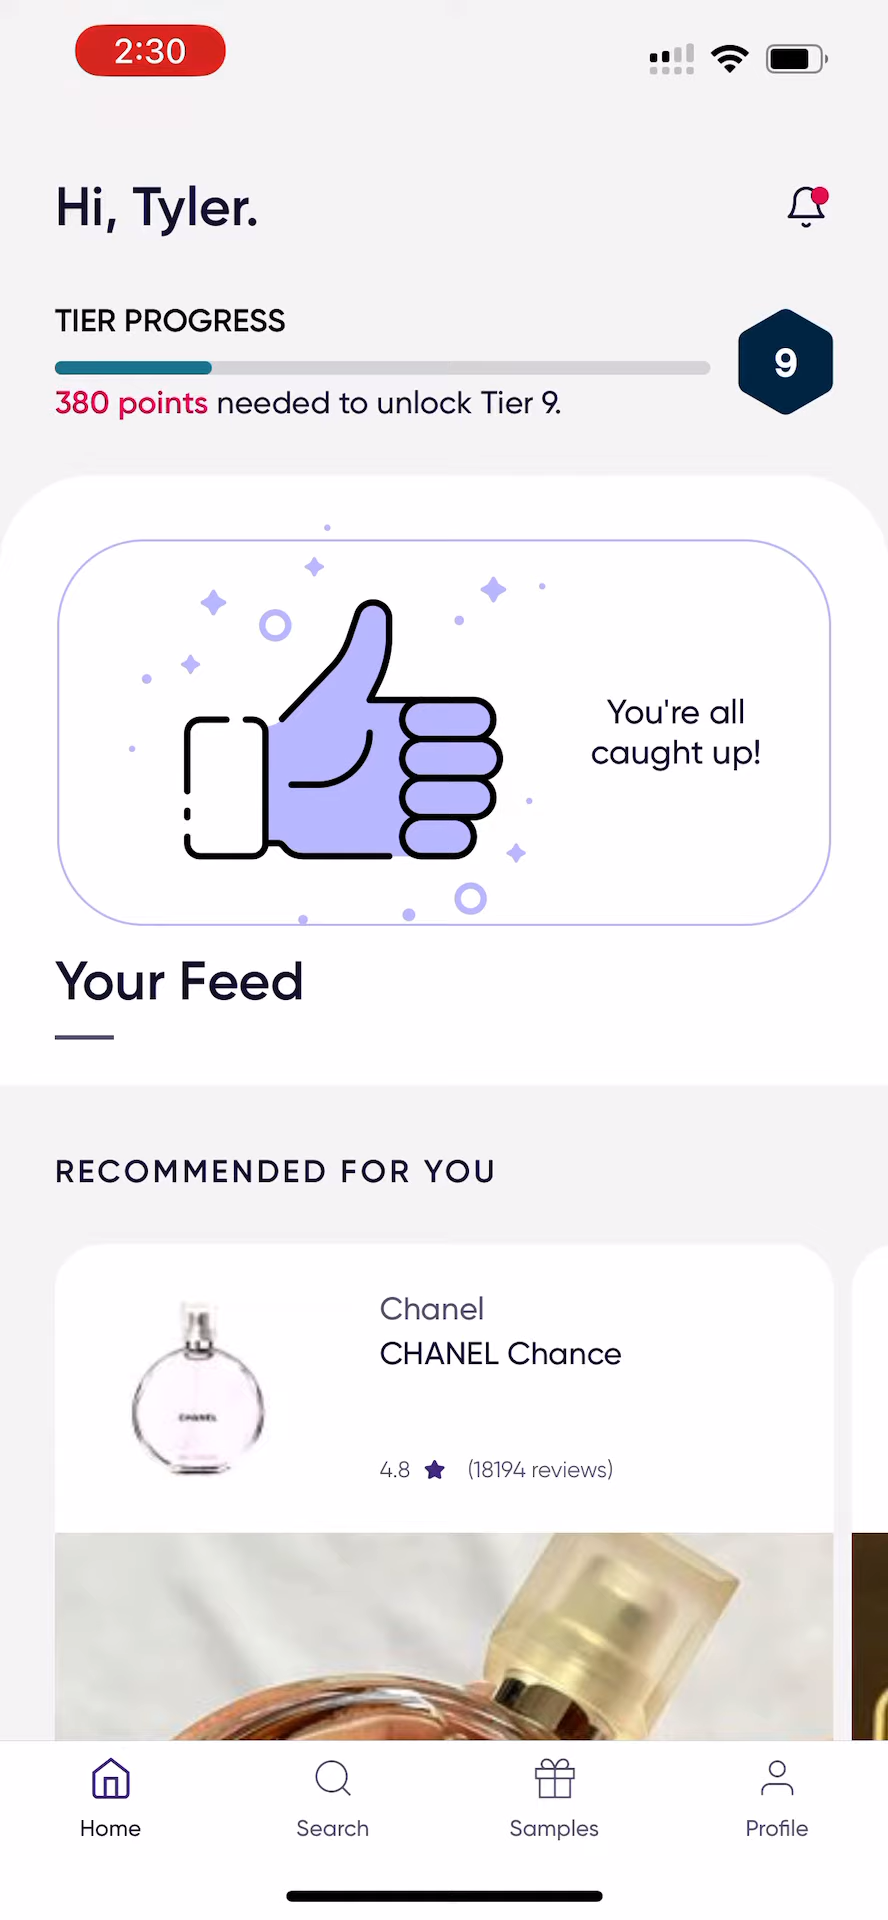 2:30
Hi, Tyler.
TIER PROGRESS
9
380 points needed to unlock Tier 9.
You're all
caught up!
Your Feed
RECOMMENDED FOR YOU
Chanel
CHANEL Chance
CHANEL
4.8 (18194 reviews)
Home
Search
Samples
Profile